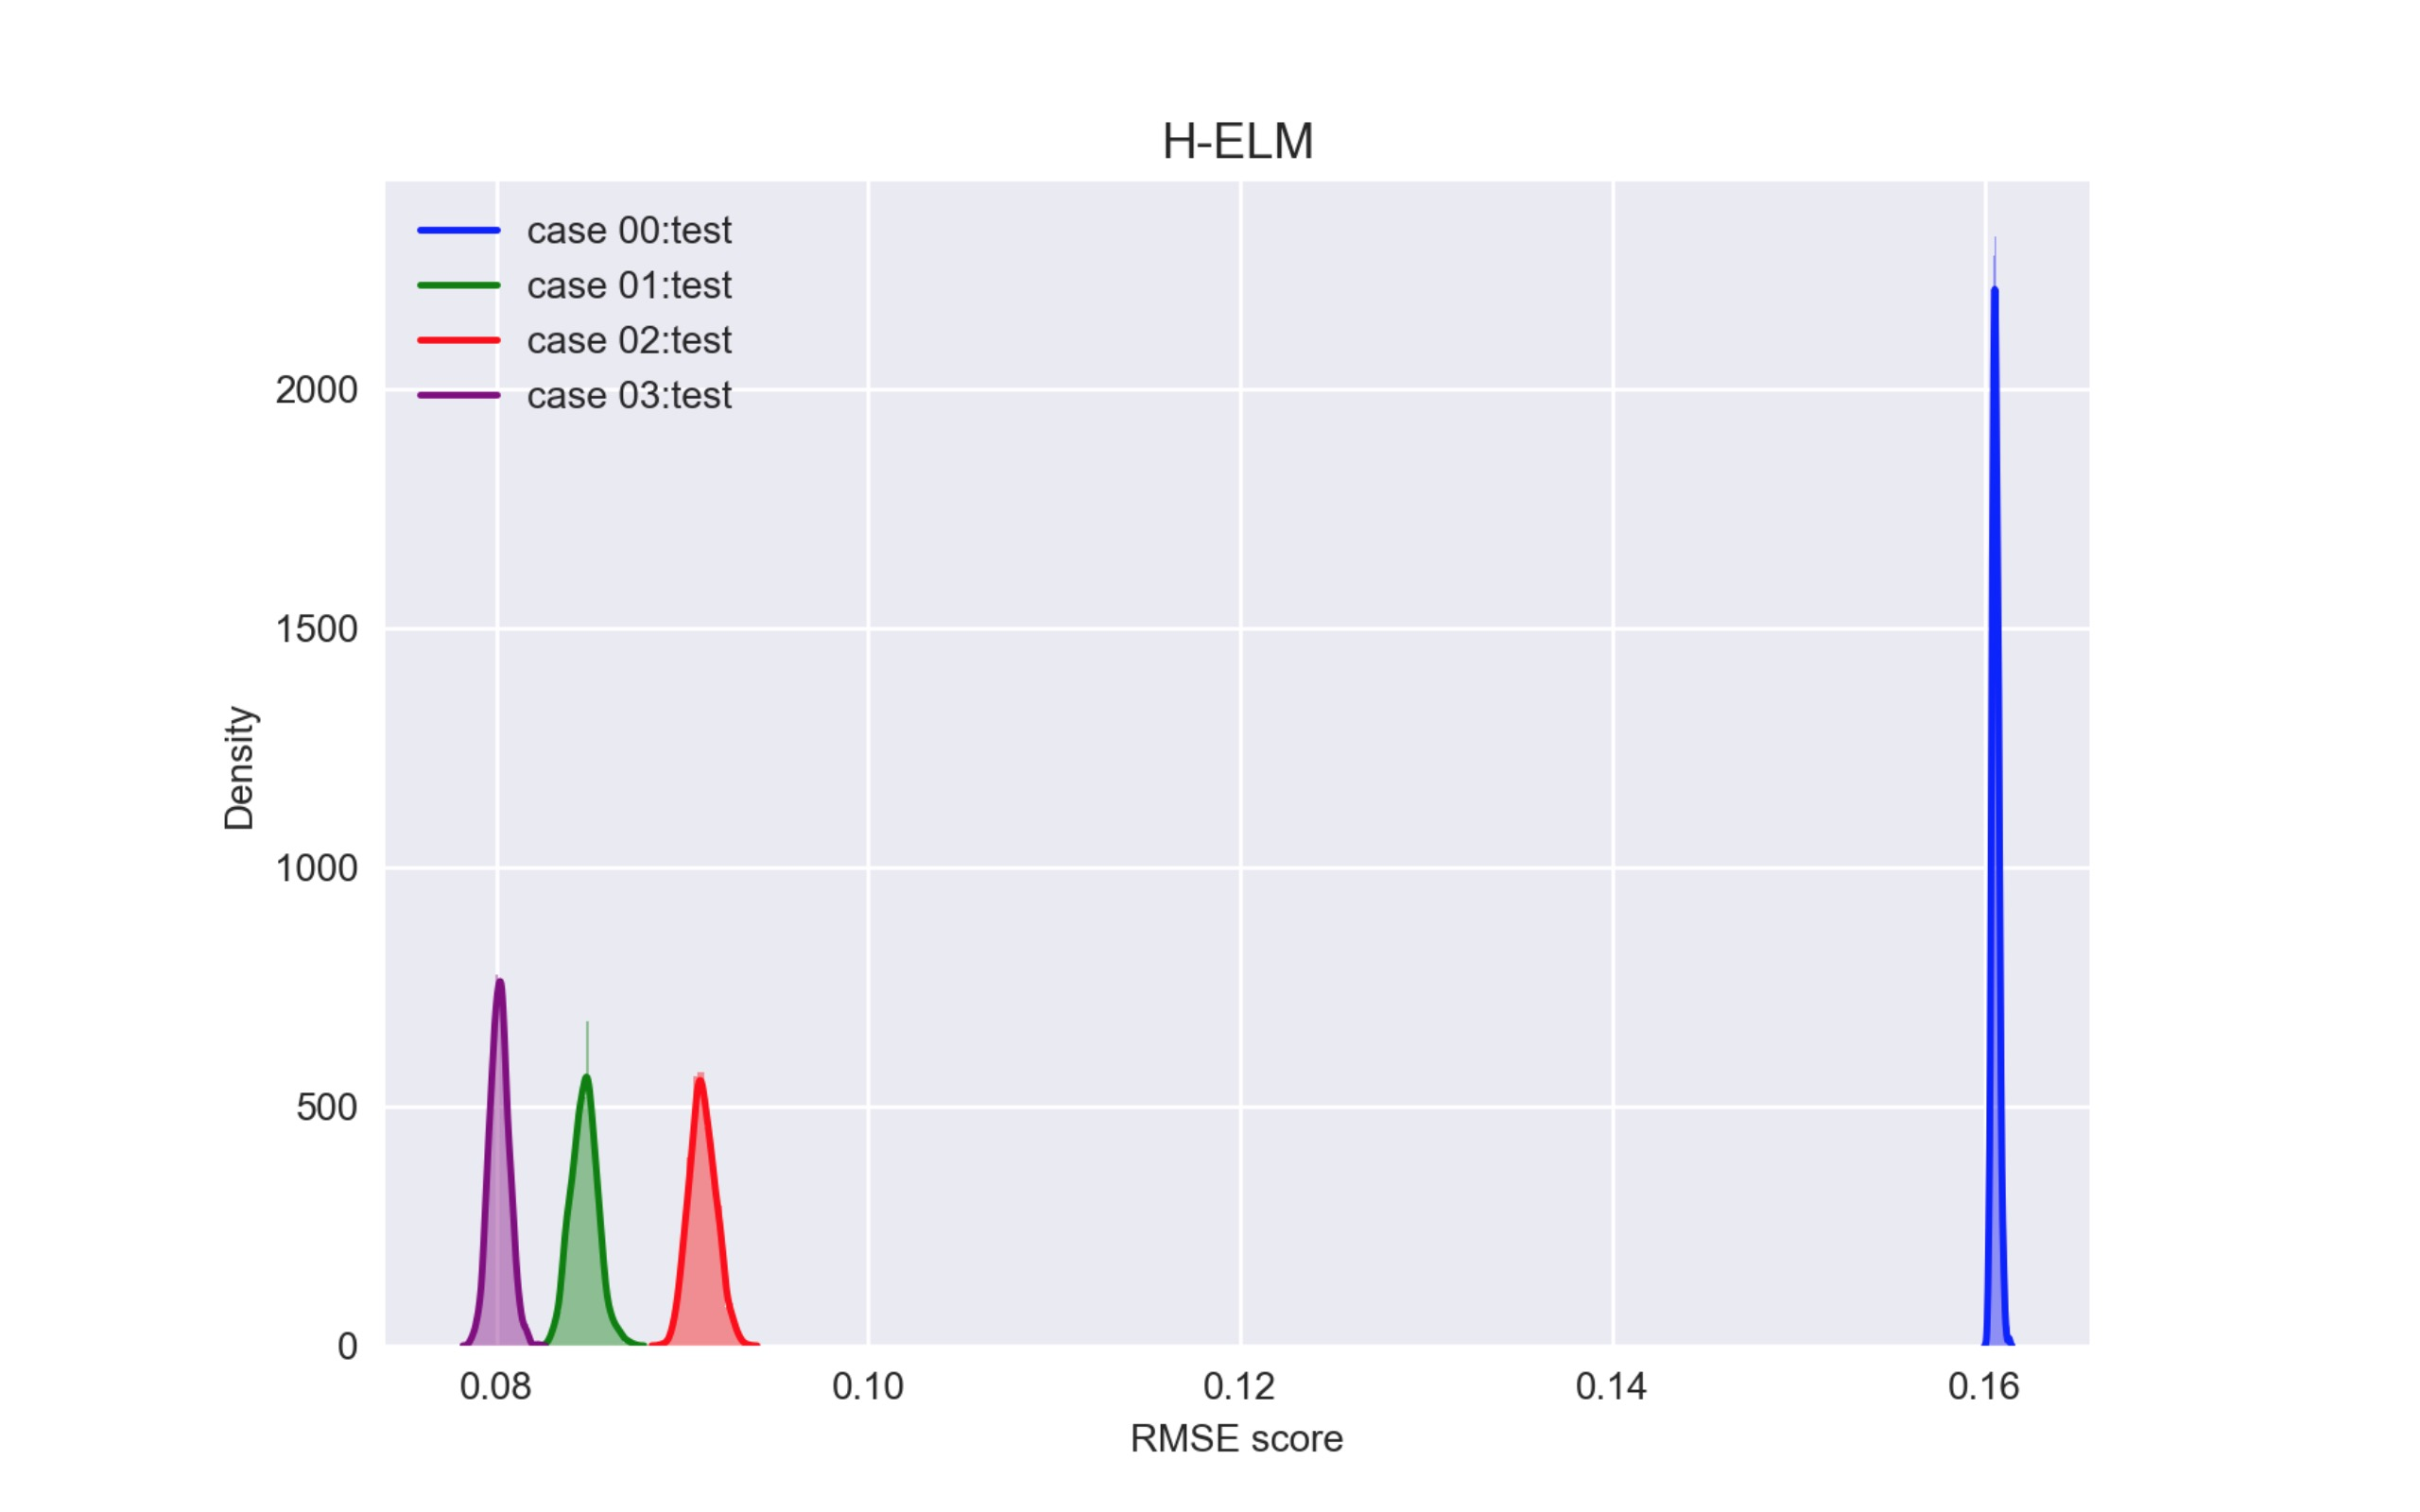 H-ELM
case 00:test
case 01:test
case 02:test
case 03:test
2000
1500
1000
500
0
Density
0.08 0.10 0.12 0.14 0.16
RMSE score